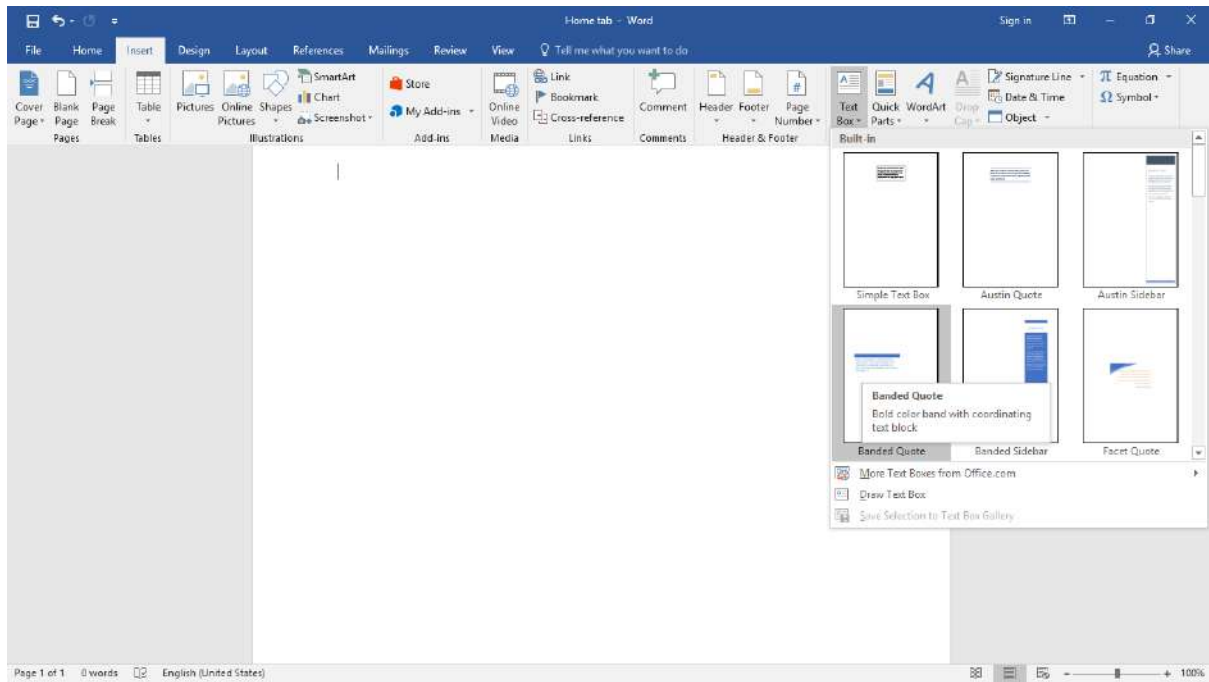 Home tab - Word
Sign in
File Home Insert Design Layout References Mailings Review View Tell me what you want to do Share
Cover Page
Blank Page
Page Break
Pages
Table
Tables
Pictures
Online Pictures
Shapes
SmartArt
Chart
Screenshot
Illustrations
Store
My Add-ins
Add-ins
Online Video
Media
Link
Bookmark
Cross-reference
Links
Comment
Comments
Header
Footer
Page Number
#
Header & Footer
Text Box
Quick Parts
WordArt
Drop Cap
Signature Line
Date & Time
Object
π Equation
Ω Symbol
Built-in
Simple Text Box
Austin Quote
Austin Sidebar
Banded Quote
Bold color band with coordinating
text block
Banded Quote
Banded Sidebar
Facet Quote
More Text Boxes from Office.com
Draw Text Box
Save Selection to Text Box Gallery
Page 1 of 1 0 words English (United States) 100%